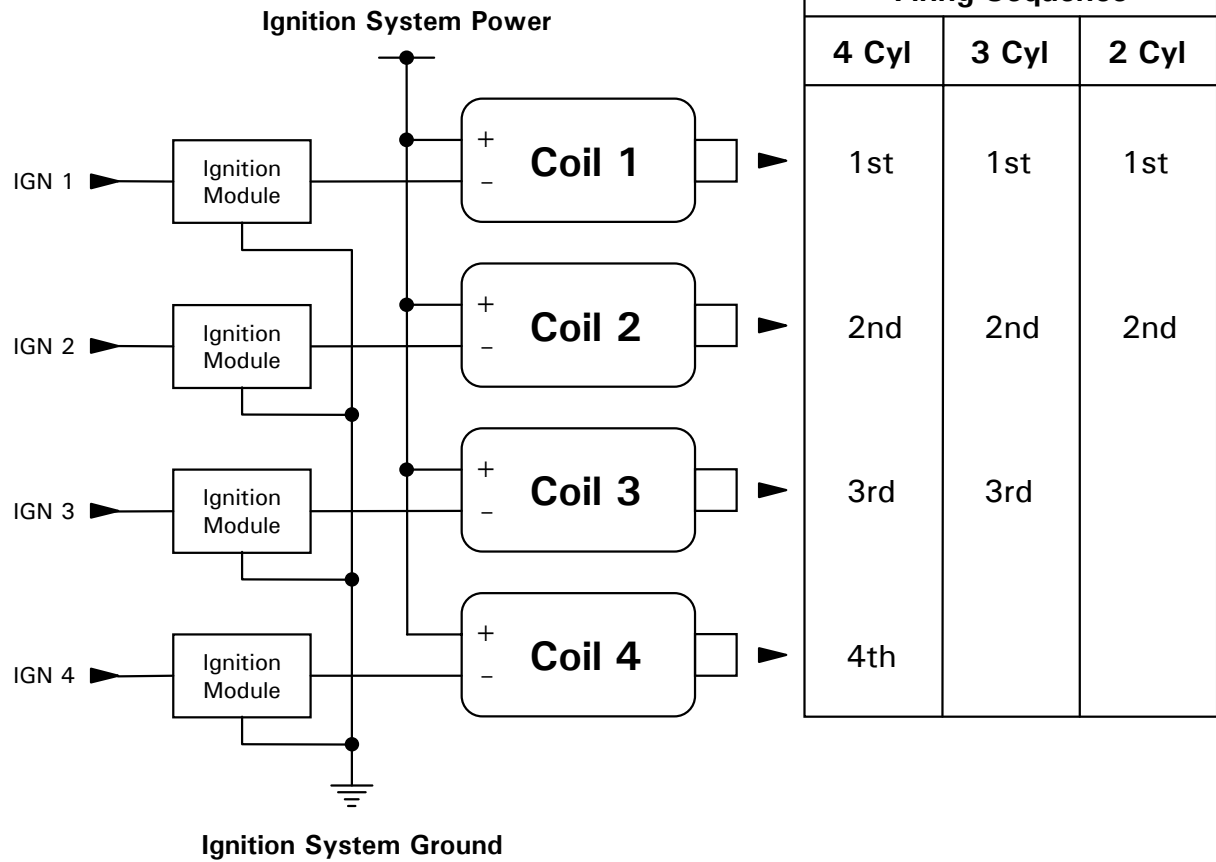 Ignition System Power
4 Cyl 3 Cyl 2 Cyl
IGN 1
Ignition
Module
+
−
Coil 1
1st 1st 1st
IGN 2
Ignition
Module
+
−
Coil 2
2nd 2nd 2nd
IGN 3
Ignition
Module
+
−
Coil 3
3rd 3rd
IGN 4
Ignition
Module
+
−
Coil 4
4th
Ignition System Ground